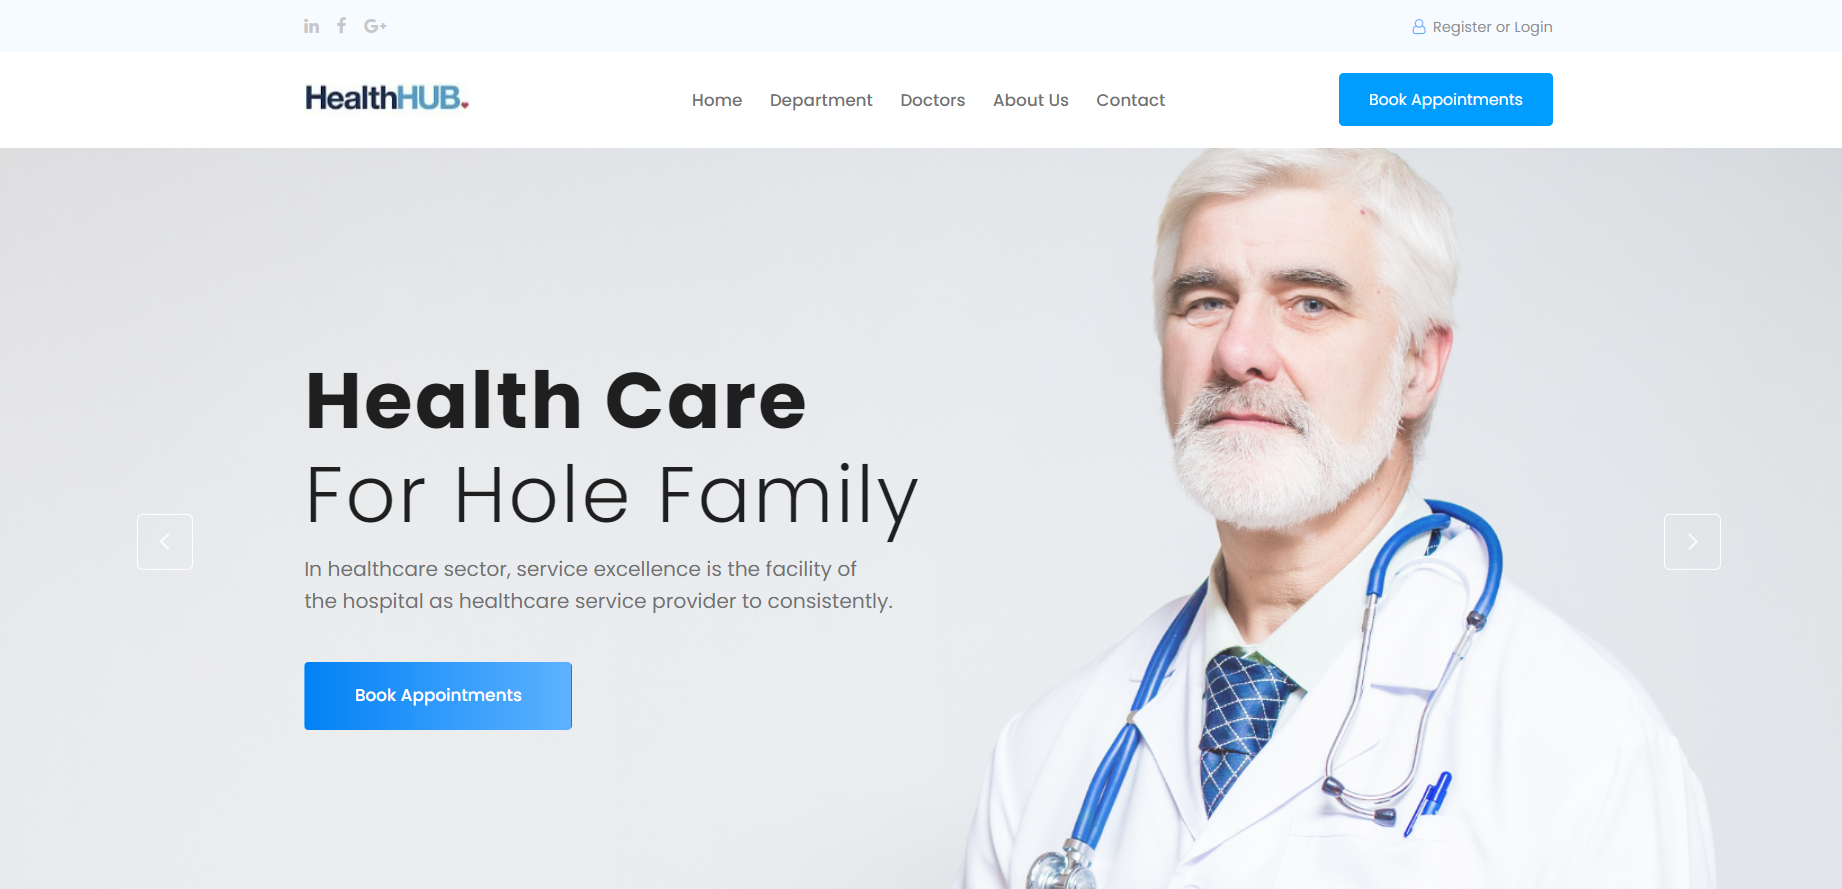 in f G+
Register or Login
HealthHUB.
Home Department Doctors About Us Contact
Book Appointments
Health Care
For Hole Family
In healthcare sector, service excellence is the facility of
the hospital as healthcare service provider to consistently.
Book Appointments